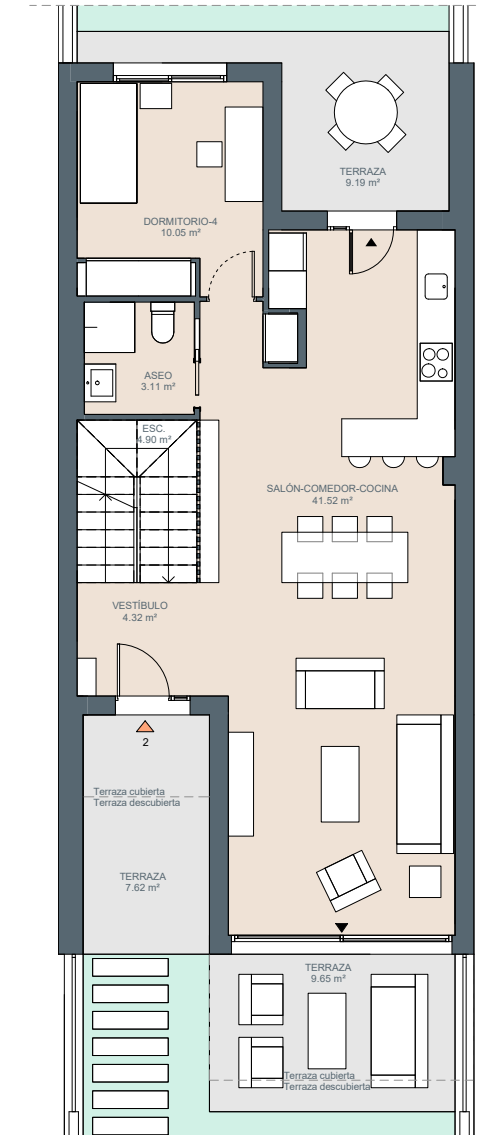 TERRAZA
9.19 m²
DORMITORIO-4
10.05 m²
ASEO
3.11 m²
ESC.
4.90 m²
SALÓN-COMEDOR-COCINA
41.52 m²
VESTÍBULO
4.32 m²
2
Terraza cubierta
Terraza descubierta
TERRAZA
7.62 m²
TERRAZA
9.65 m²
Terraza cubierta
Terraza descubierta